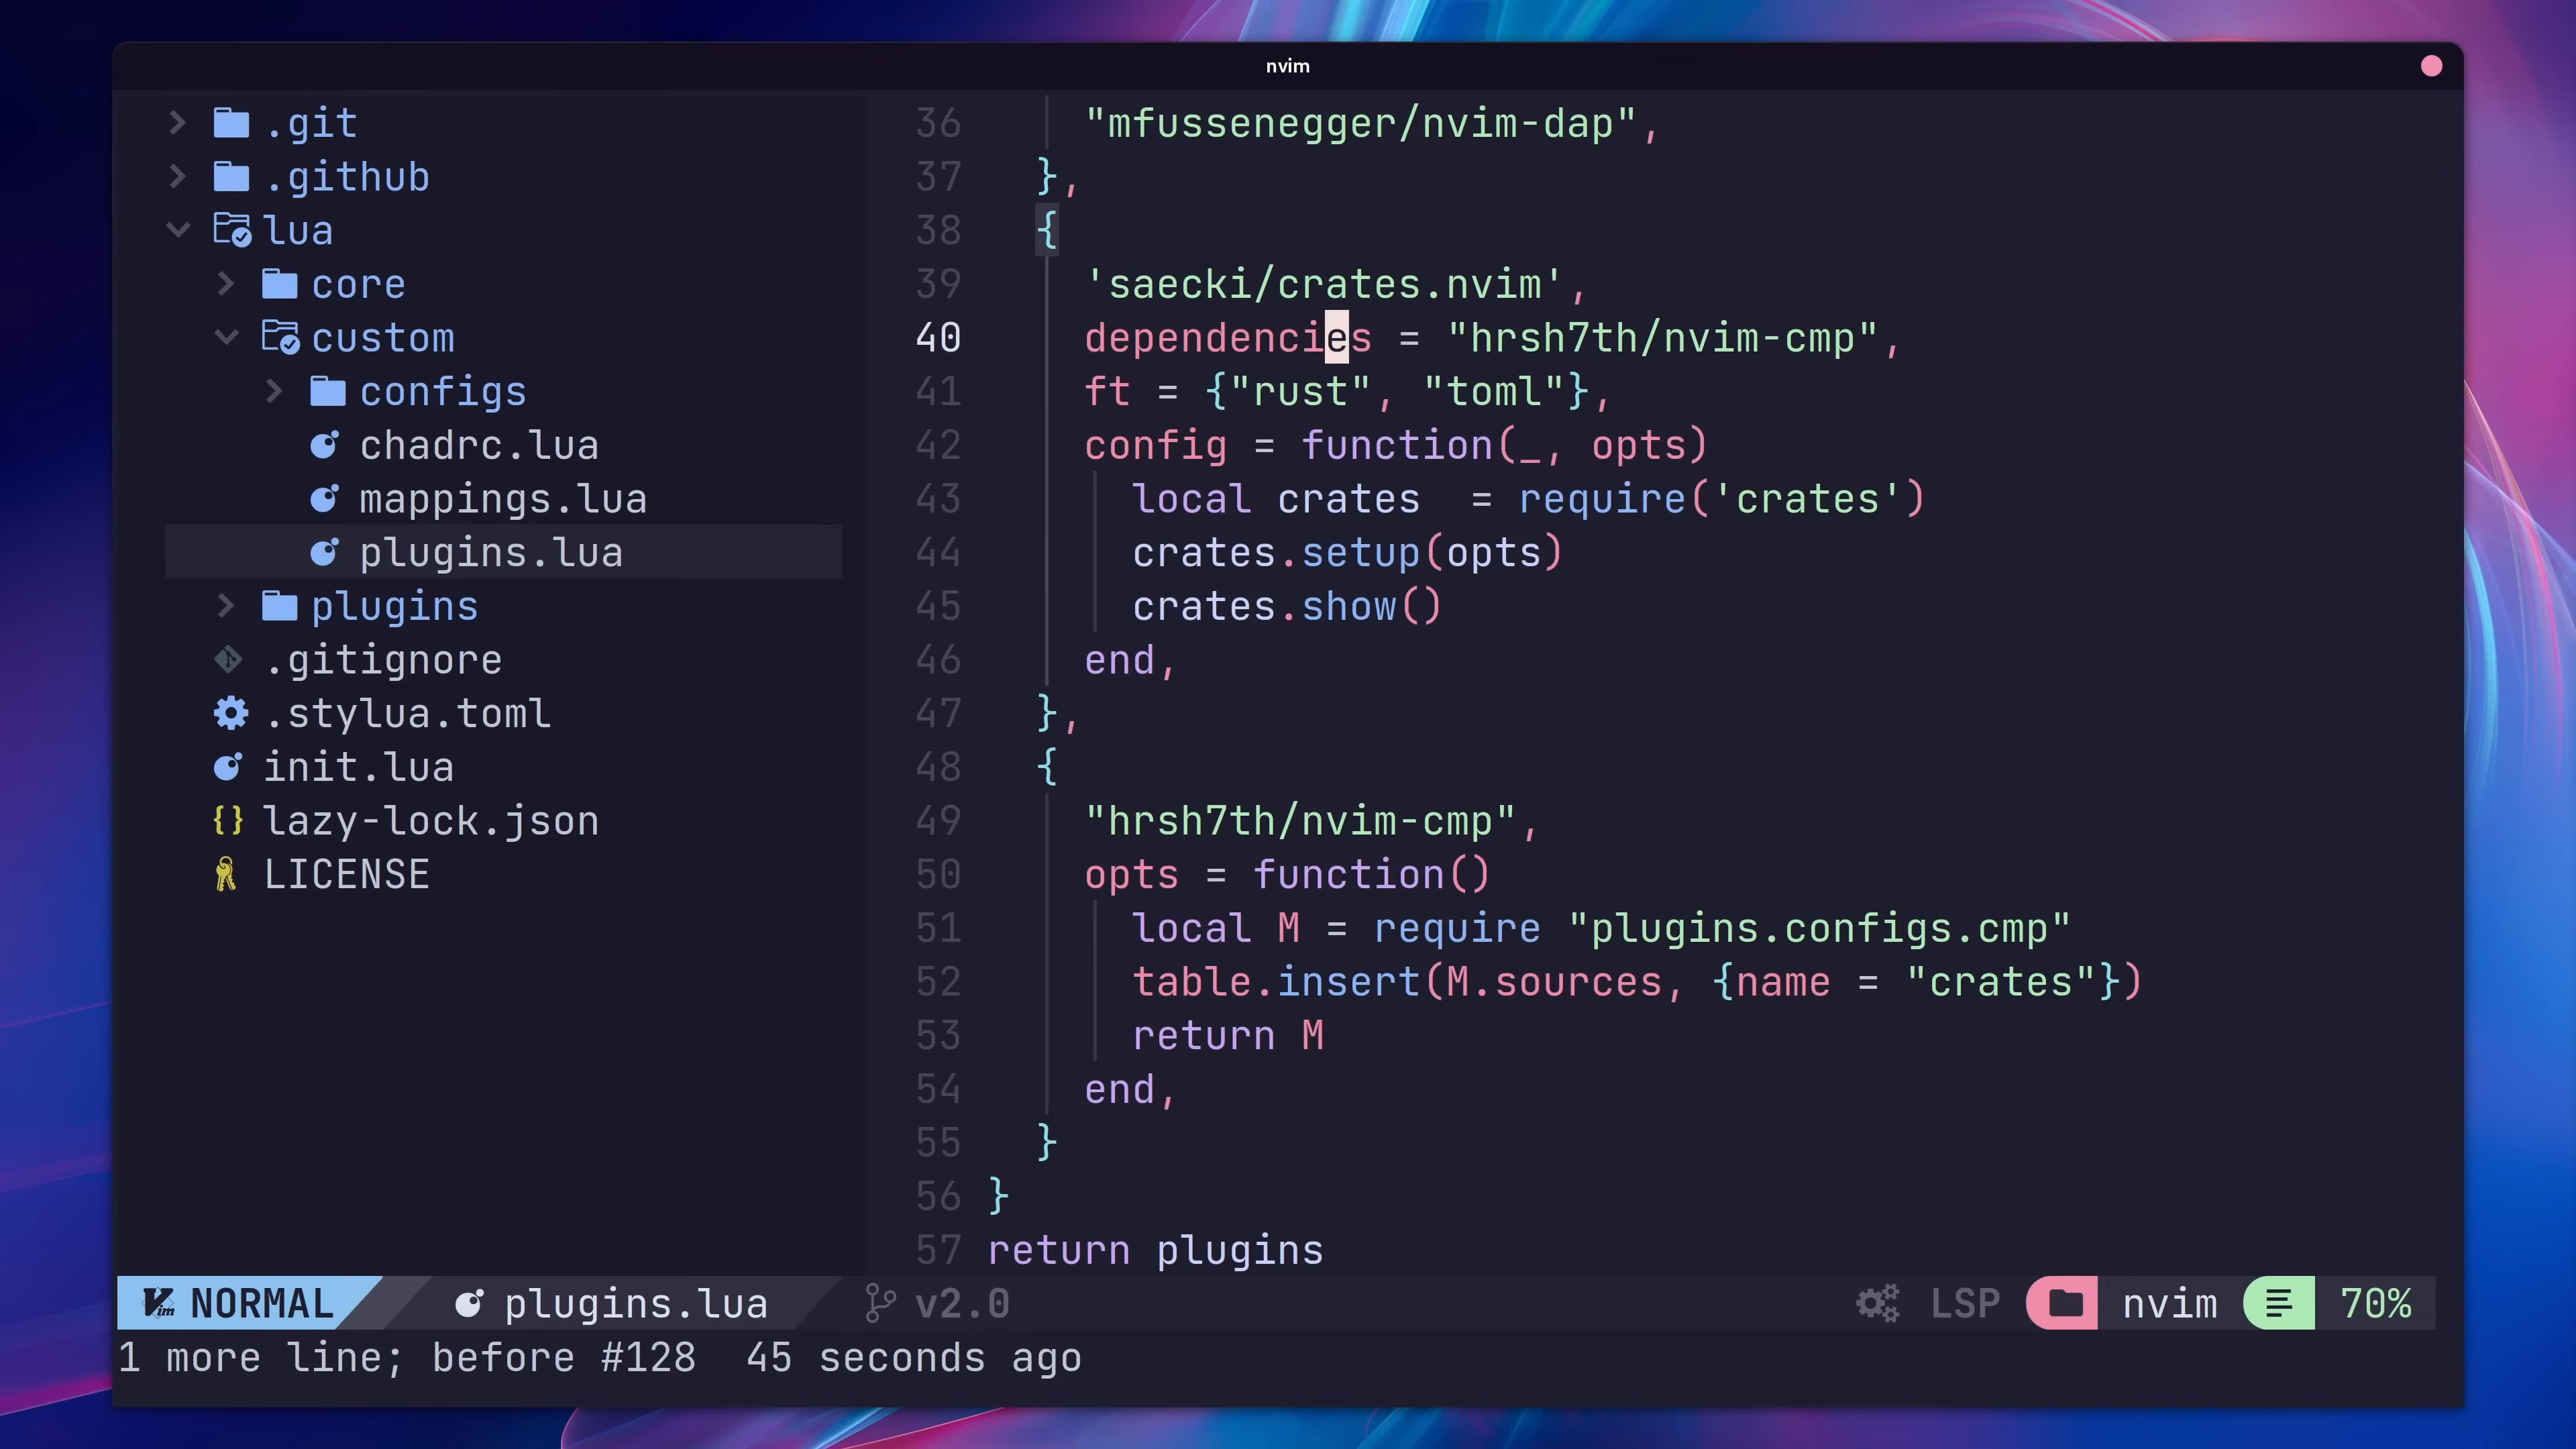 nvim
.git
.github
lua
core
custom
configs
chadrc.lua
mappings.lua
plugins.lua
plugins
.gitignore
.stylua.toml
init.lua
{} lazy-lock.json
LICENSE
36 "mfussenegger/nvim-dap",
37 },
38 {
39 'saecki/crates.nvim',
40 dependencies = "hrsh7th/nvim-cmp",
41 ft = {"rust", "toml"},
42 config = function(_, opts)
43 local crates  = require('crates')
44 crates.setup(opts)
45 crates.show()
46 end,
47 },
48 {
49 "hrsh7th/nvim-cmp",
50 opts = function()
51 local M = require "plugins.configs.cmp"
52 table.insert(M.sources, {name = "crates"})
53 return M
54 end,
55 }
56 }
57 return plugins
NORMAL plugins.lua v2.0 LSP nvim 70%
1 more line; before #128  45 seconds ago